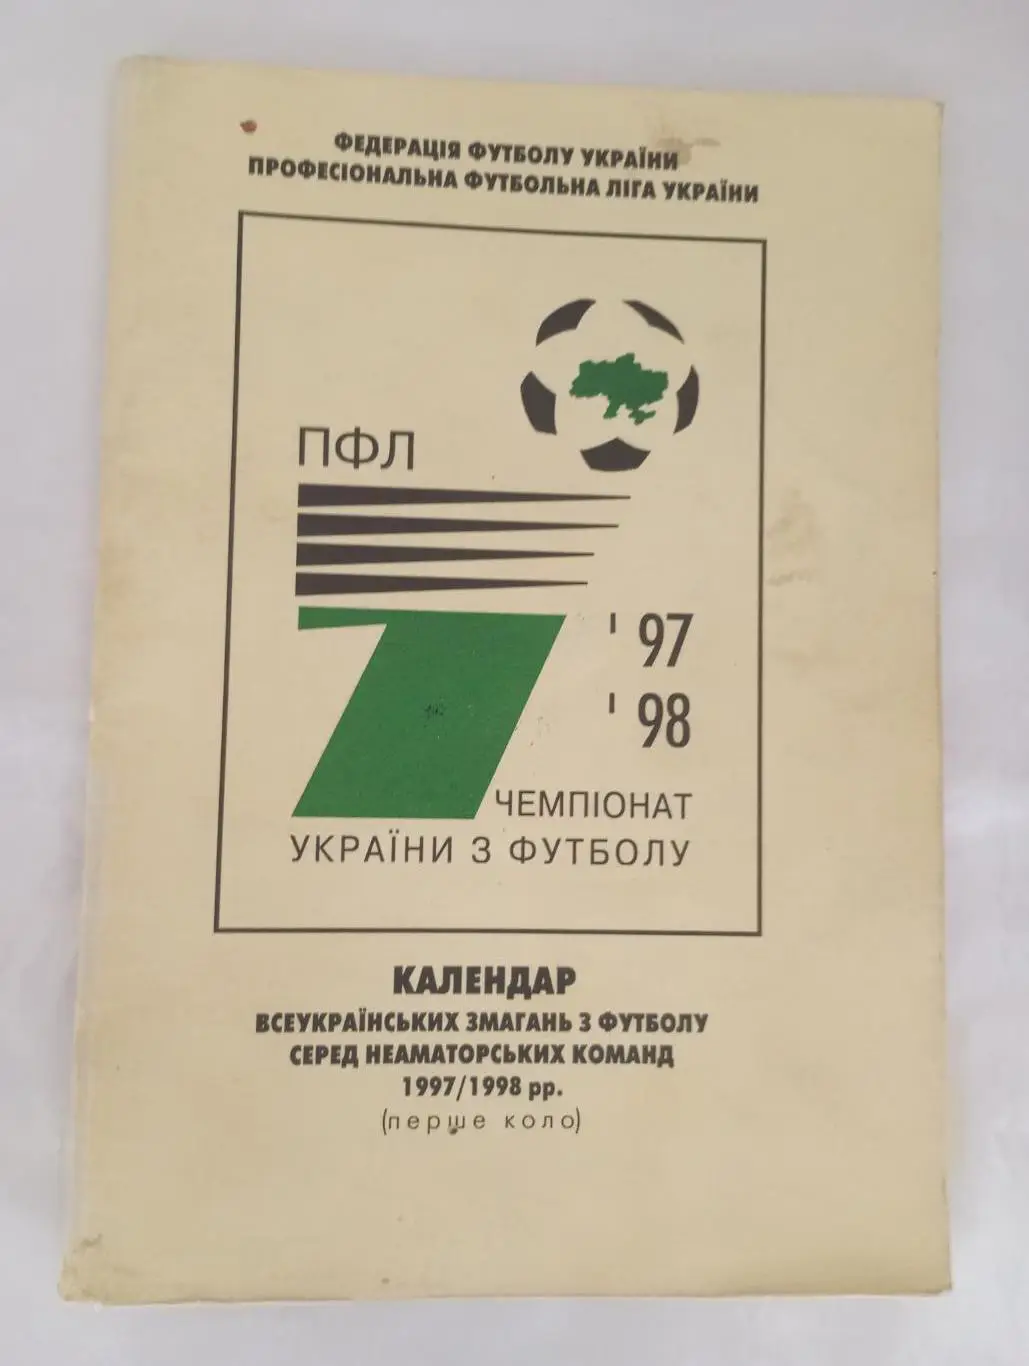 ФЕДЕРАЦІЯ ФУТБОЛУ УКРАЇНИ
ПРОФЕСІОНАЛЬНА ФУТБОЛЬНА ЛІГА УКРАЇНИ
ПФЛ
7
'97
'98
ЧЕМПІОНАТ
УКРАЇНИ З ФУТБОЛУ
КАЛЕНДАР
ВСЕУКРАЇНСЬКИХ ЗМАГАНЬ З ФУТБОЛУ
СЕРЕД НЕАМАТОРСЬКИХ КОМАНД
1997/1998 рр.
(перше коло)